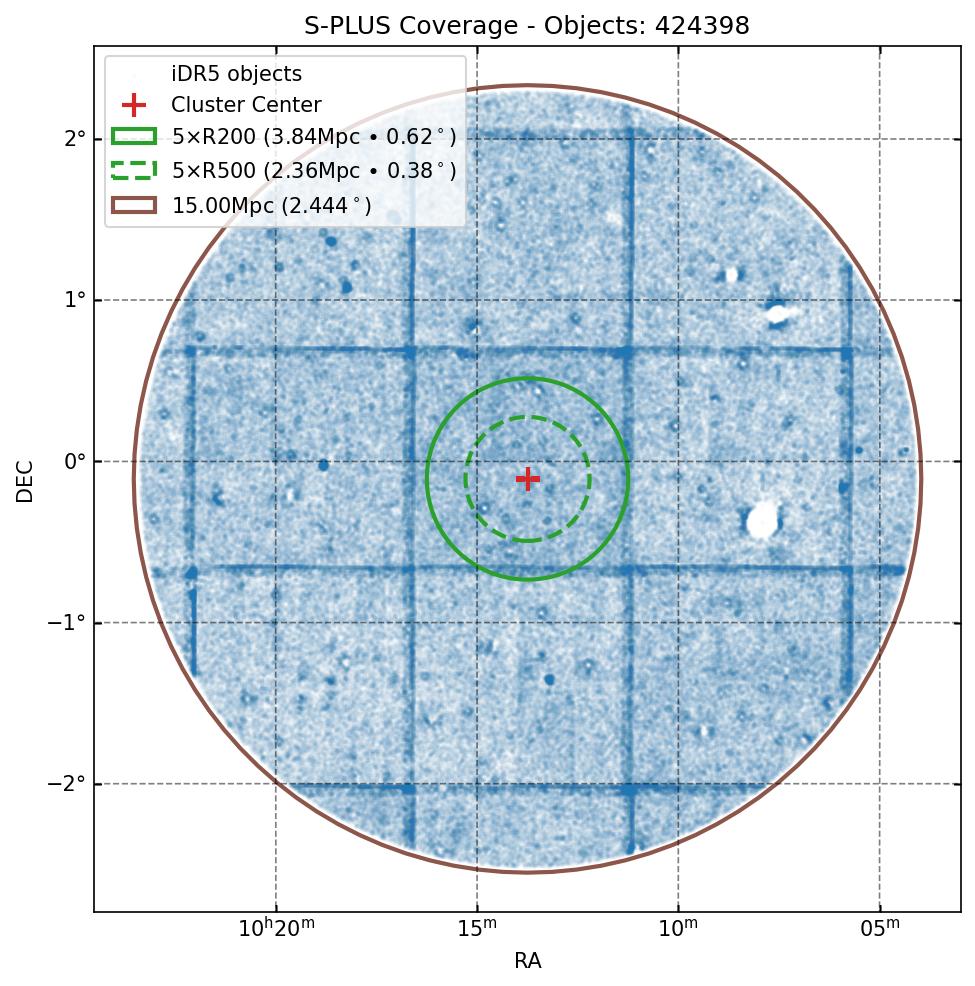 S-PLUS Coverage - Objects: 424398
iDR5 objects
Cluster Center
5×R200 (3.84Mpc • 0.62°)
5×R500 (2.36Mpc • 0.38°)
15.00Mpc (2.444°)
2°
1°
0°
−1°
−2°
DEC
10h20m
15m
10m
05m
RA